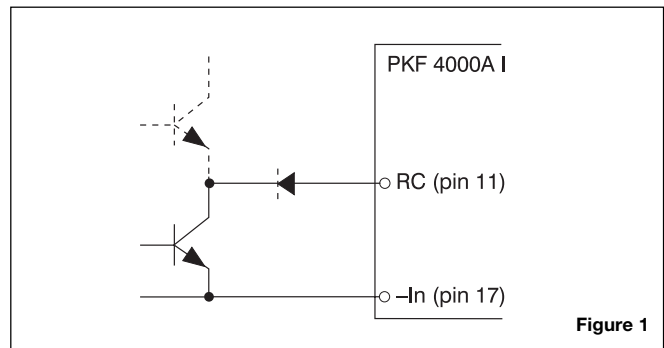 PKF 4000A I
RC (pin 11)
–In (pin 17)
Figure 1